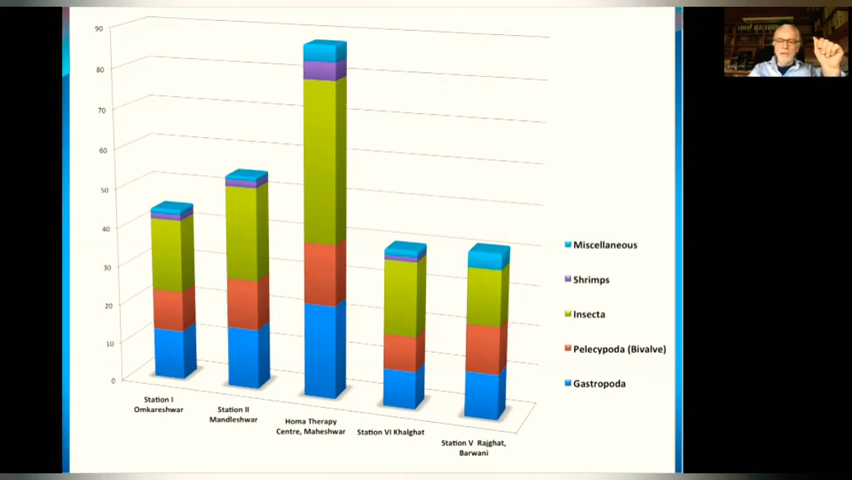 90
80
70
60
50
40
30
20
10
0
Station I
Omkareshwar
Station II
Mandleshwar
Homa Therapy
Centre, Maheshwar
Station VI Khalghat
Station V Rajghat,
Barwani
Miscellaneous
Shrimps
Insecta
Pelecypoda (Bivalve)
Gastropoda